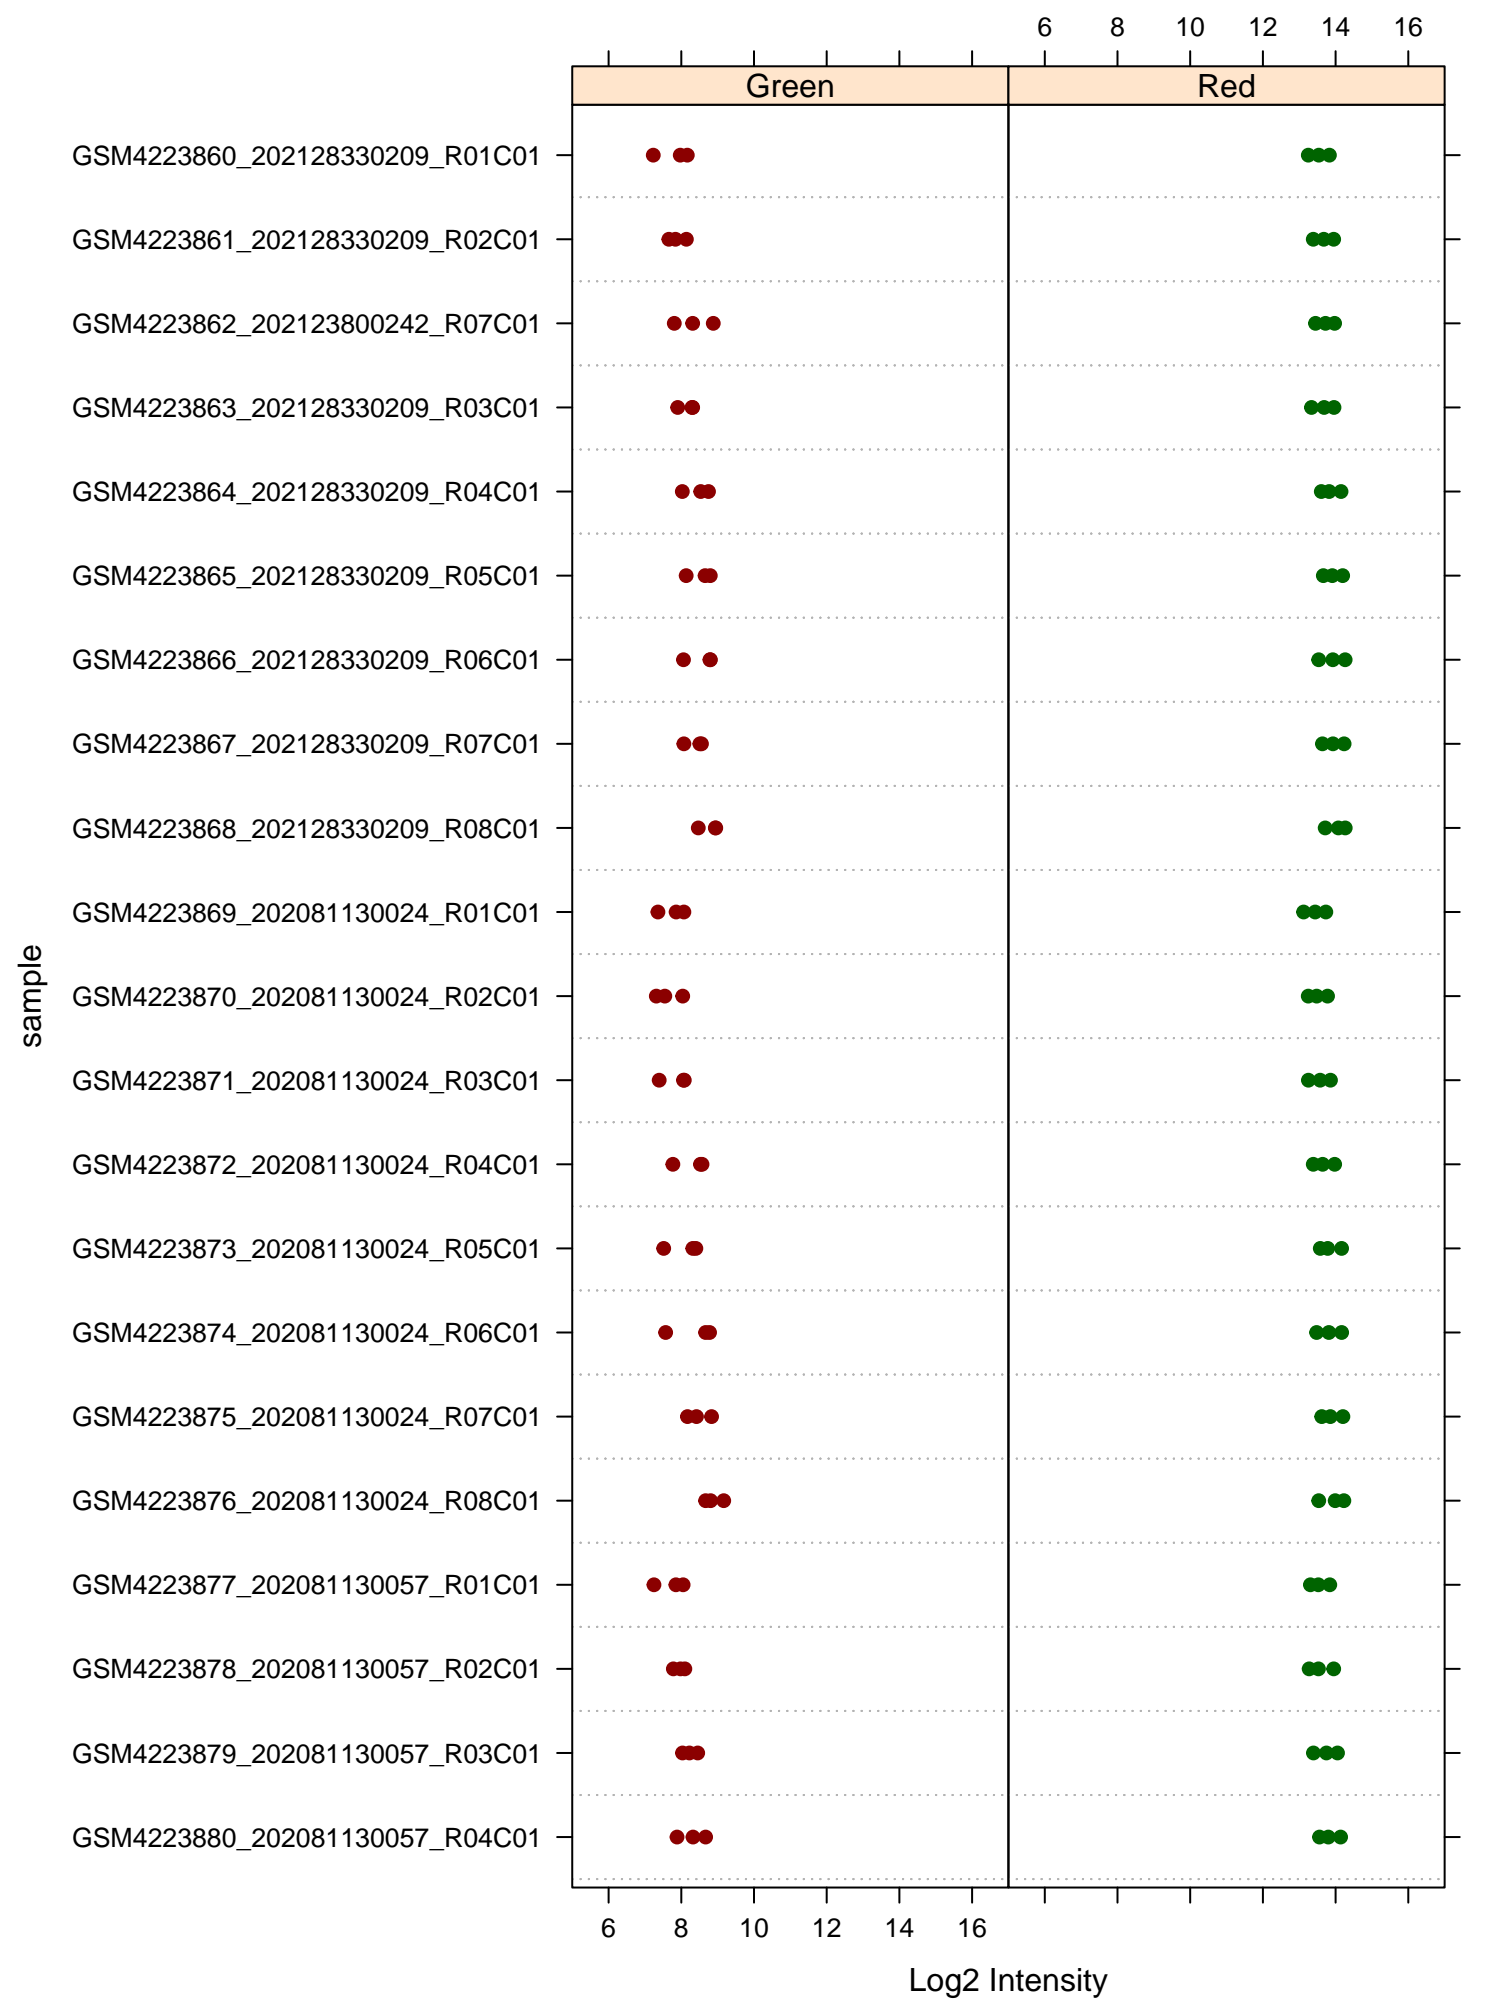 6 8 10 12 14 16
Green Red
GSM4223860_202128330209_R01C01
GSM4223861_202128330209_R02C01
GSM4223862_202123800242_R07C01
GSM4223863_202128330209_R03C01
GSM4223864_202128330209_R04C01
GSM4223865_202128330209_R05C01
GSM4223866_202128330209_R06C01
GSM4223867_202128330209_R07C01
GSM4223868_202128330209_R08C01
GSM4223869_202081130024_R01C01
GSM4223870_202081130024_R02C01
GSM4223871_202081130024_R03C01
GSM4223872_202081130024_R04C01
GSM4223873_202081130024_R05C01
GSM4223874_202081130024_R06C01
GSM4223875_202081130024_R07C01
GSM4223876_202081130024_R08C01
GSM4223877_202081130057_R01C01
GSM4223878_202081130057_R02C01
GSM4223879_202081130057_R03C01
GSM4223880_202081130057_R04C01
sample
6 8 10 12 14 16
Log2 Intensity